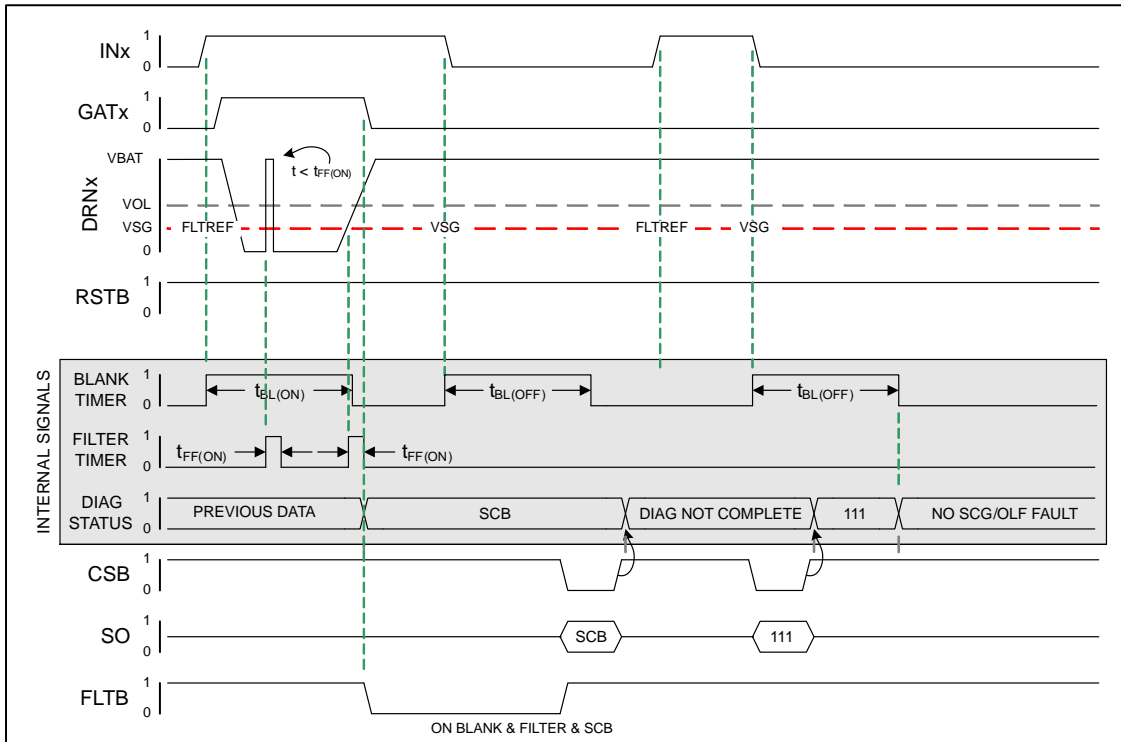 INx
1
0
GATx
1
0
DRNx
VBAT
VOL
VSG
t < tFF(ON)
FLTREF
VSG
FLTREF
VSG
RSTB
1
0
INTERNAL SIGNALS
BLANK
TIMER
1
0
tBL(ON)
tBL(OFF)
tBL(OFF)
FILTER
TIMER
1
0
tFF(ON)
tFF(ON)
DIAG
STATUS
1
0
PREVIOUS DATA
SCB
DIAG NOT COMPLETE
111
NO SCG/OLF FAULT
CSB
1
0
SO
1
0
SCB
111
FLTB
1
0
ON BLANK & FILTER & SCB